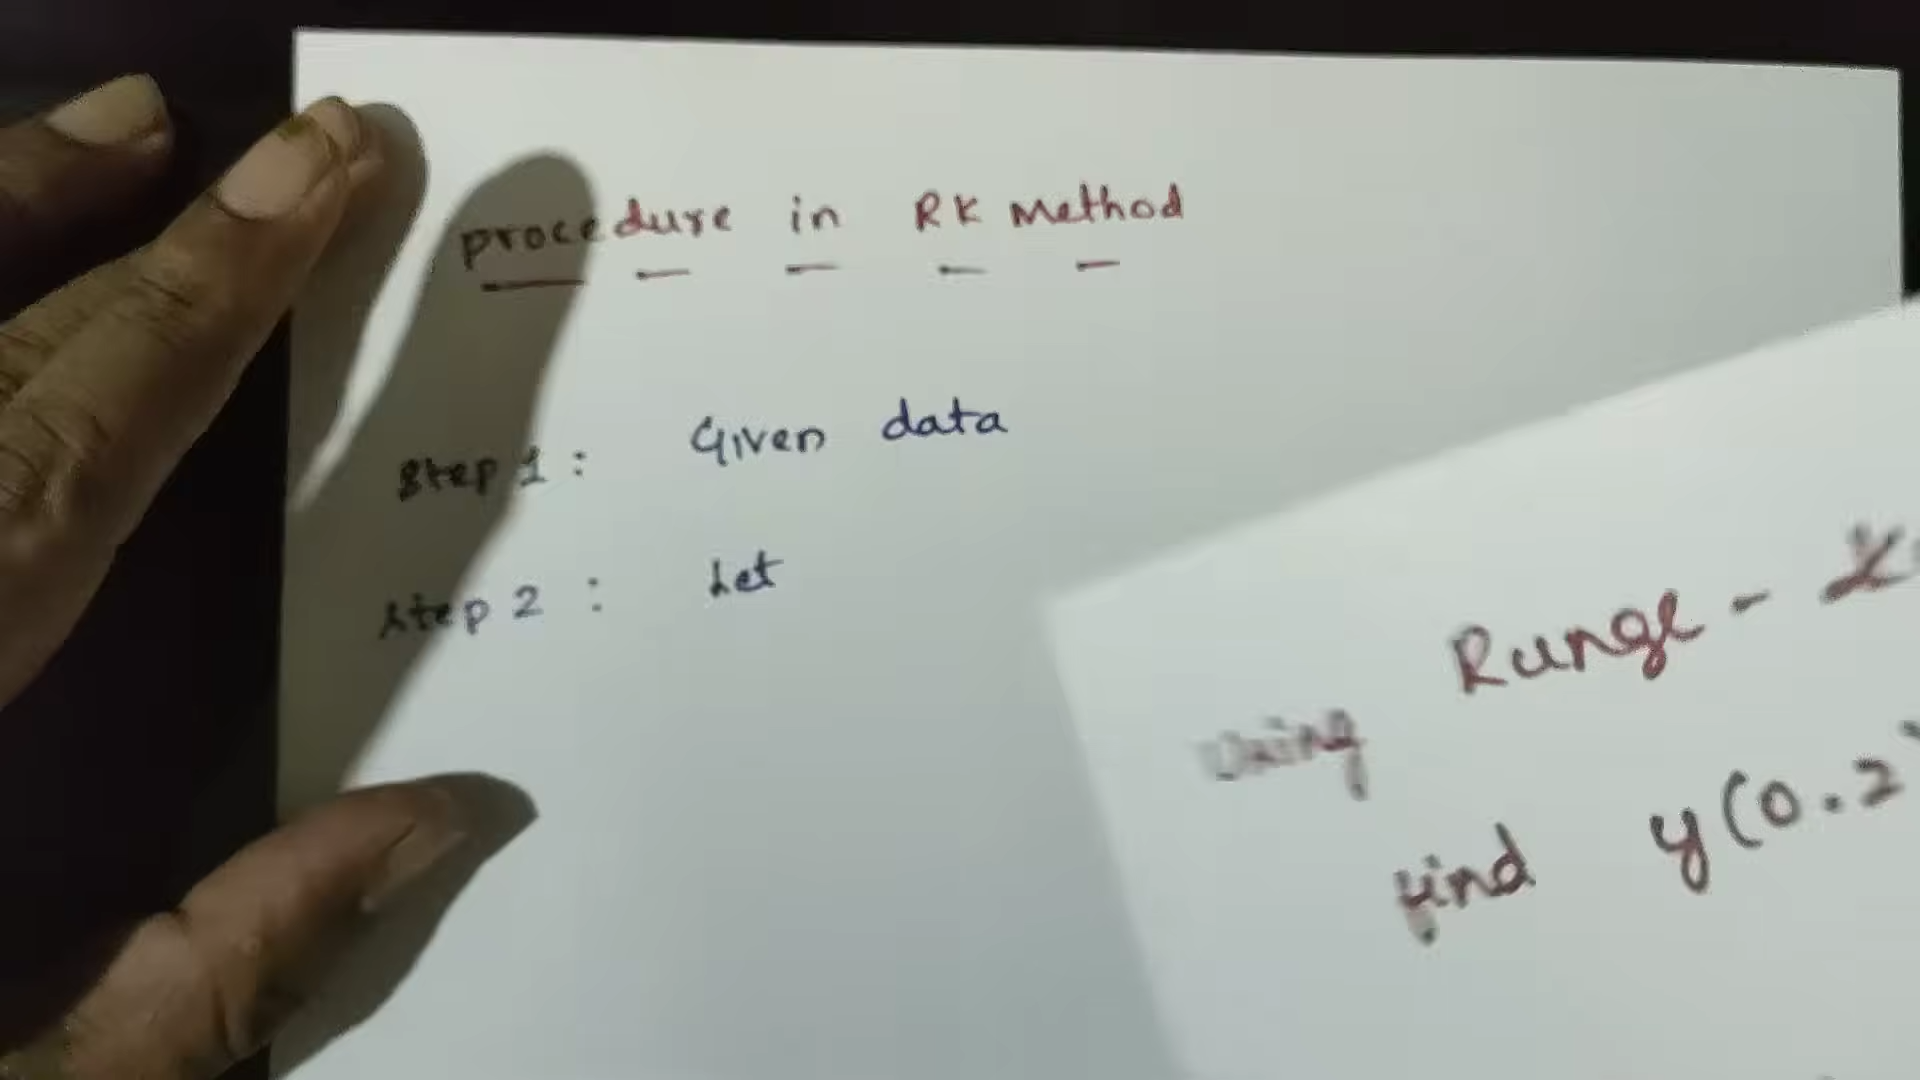 procedure in RK Method
Step 1 : Given data
Step 2 : Let
Using Runge -
find y(0.2